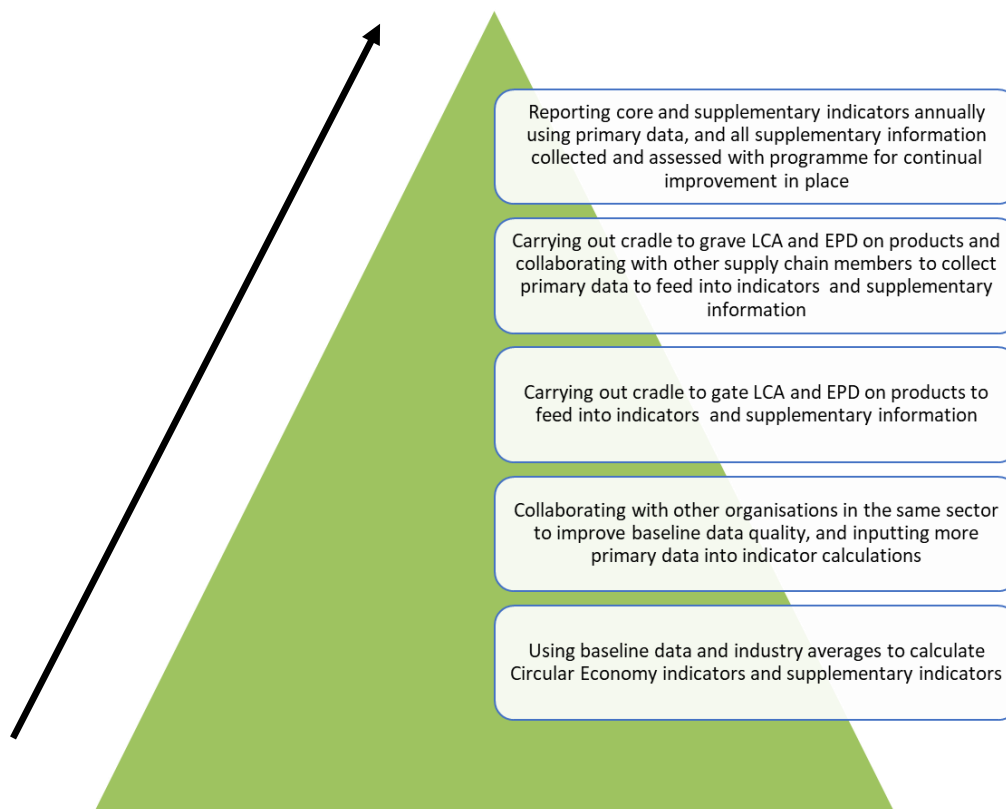 Reporting core and supplementary indicators annually
using primary data, and all supplementary information
collected and assessed with programme for continual
improvement in place
Carrying out cradle to grave LCA and EPD on products and
collaborating with other supply chain members to collect
primary data to feed into indicators and supplementary
information
Carrying out cradle to gate LCA and EPD on products to
feed into indicators and supplementary information
Collaborating with other organisations in the same sector
to improve baseline data quality, and inputting more
primary data into indicator calculations
Using baseline data and industry averages to calculate
Circular Economy indicators and supplementary indicators